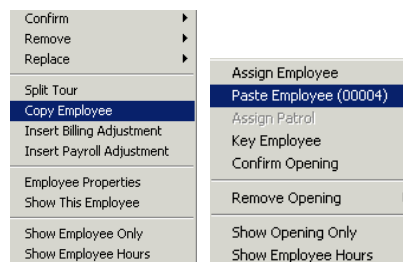 Confirm
Remove
Replace
Split Tour
Copy Employee
Insert Billing Adjustment
Insert Payroll Adjustment
Employee Properties
Show This Employee
Show Employee Only
Show Employee Hours
Assign Employee
Paste Employee (00004)
Assign Patrol
Key Employee
Confirm Opening
Remove Opening
Show Opening Only
Show Employee Hours